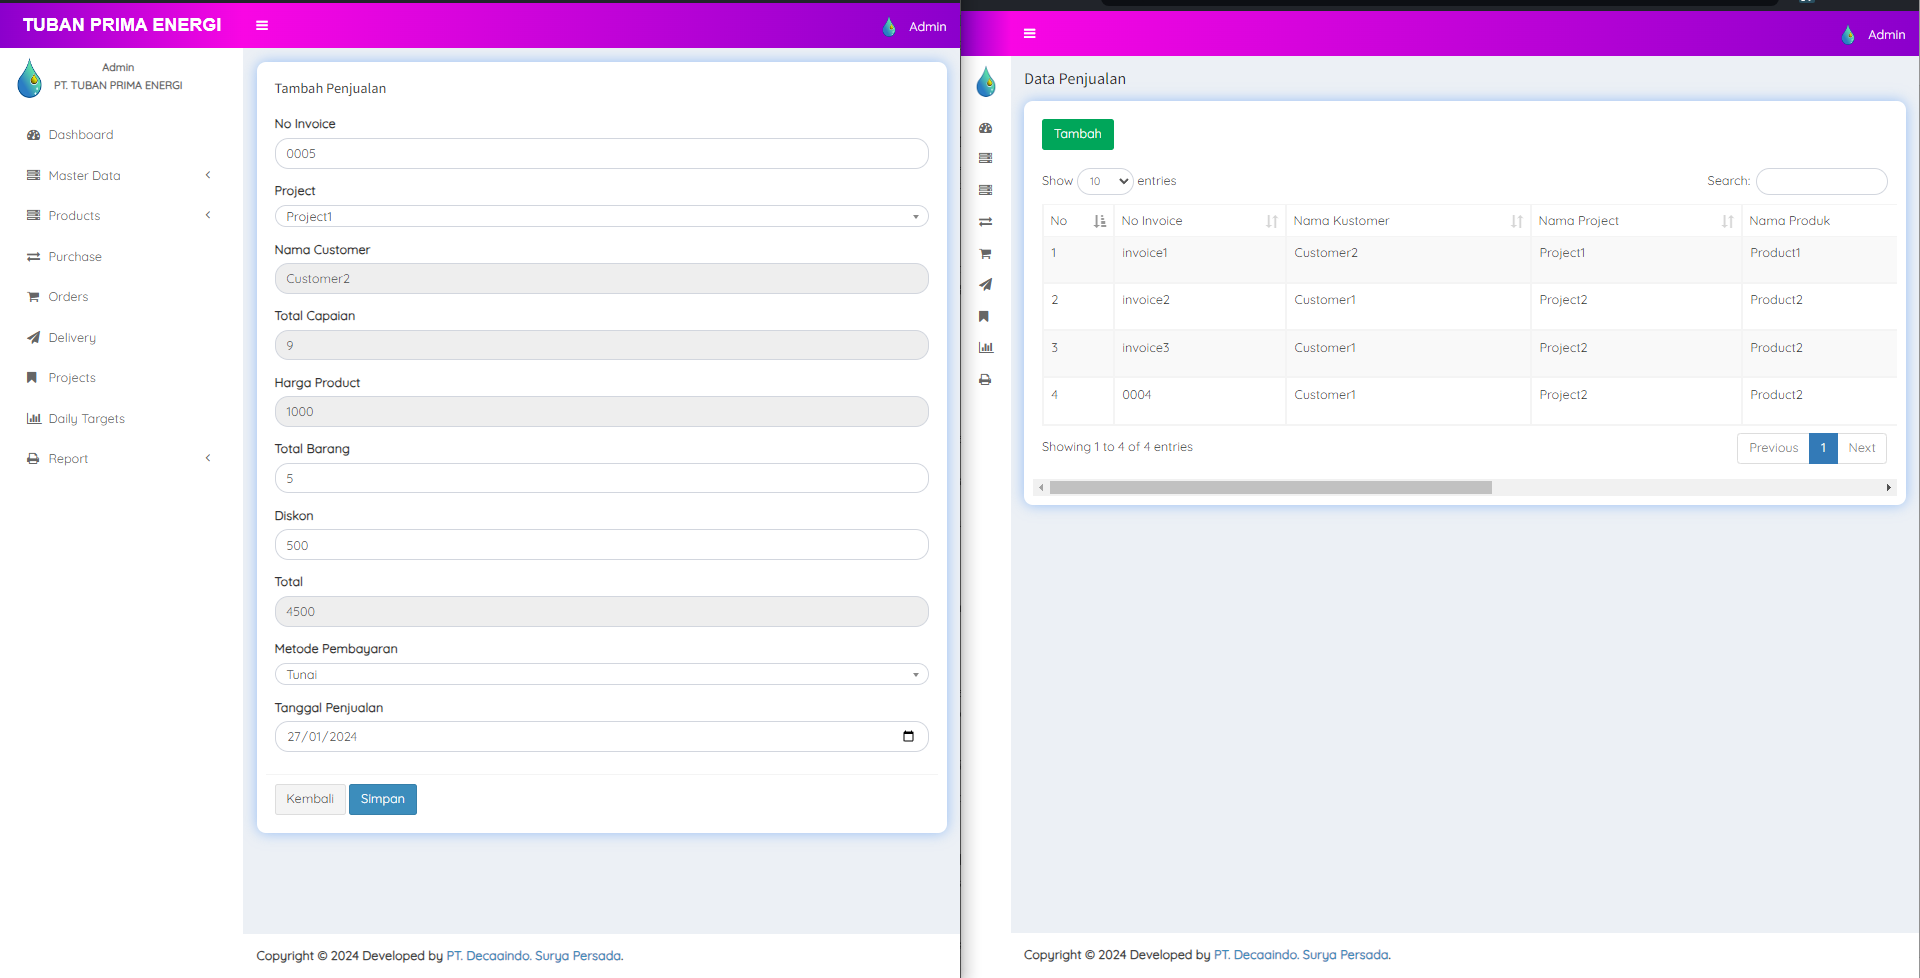 TUBAN PRIMA ENERGI
Admin
Admin
PT. TUBAN PRIMA ENERGI
Dashboard
Master Data
Products
Purchase
Orders
Delivery
Projects
Daily Targets
Report
Tambah Penjualan
No Invoice
0005
Project
Project1
Nama Customer
Customer2
Total Capaian
9
Harga Product
1000
Total Barang
5
Diskon
500
Total
4500
Metode Pembayaran
Tunai
Tanggal Penjualan
27/01/2024
Kembali Simpan
Copyright © 2024 Developed by PT. Decaaindo. Surya Persada.
Admin
Data Penjualan
Tambah
Show 10 entries Search:
No No Invoice Nama Kustomer Nama Project Nama Produk
1 invoice1 Customer2 Project1 Product1
2 invoice2 Customer1 Project2 Product2
3 invoice3 Customer1 Project2 Product2
4 0004 Customer1 Project2 Product2
Showing 1 to 4 of 4 entries Previous 1 Next
Copyright © 2024 Developed by PT. Decaaindo. Surya Persada.